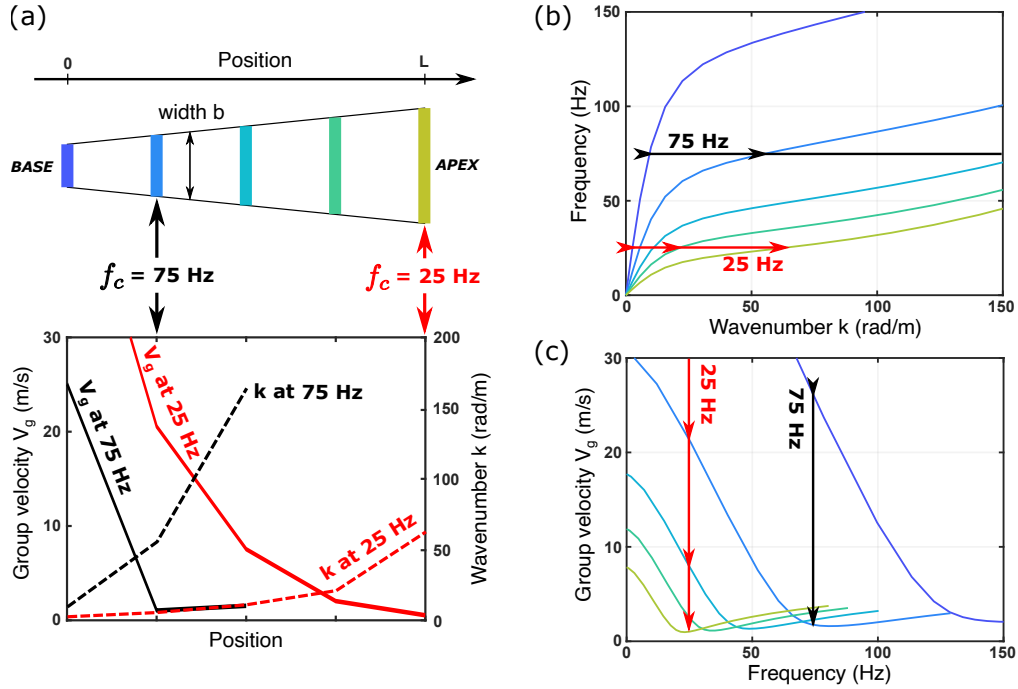 (a)
Position
0
L
width b
BASE
APEX
f_c = 75 Hz
f_c = 25 Hz
30
20
10
0
Group velocity V_g (m/s)
200
150
100
50
0
Wavenumber k (rad/m)
V_g at 75 Hz
V_g at 25 Hz
k at 75 Hz
k at 25 Hz
Position
(b)
150
100
50
0
Frequency (Hz)
75 Hz
25 Hz
0
50
100
150
Wavenumber k (rad/m)
(c)
30
20
10
0
Group velocity V_g (m/s)
25 Hz
75 Hz
0
50
100
150
Frequency (Hz)